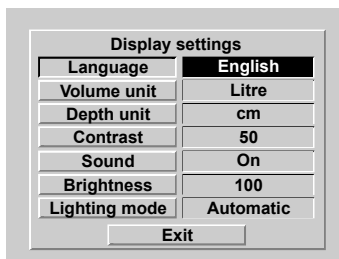 Display settings
Language English
Volume unit Litre
Depth unit cm
Contrast 50
Sound On
Brightness 100
Lighting mode Automatic
Exit